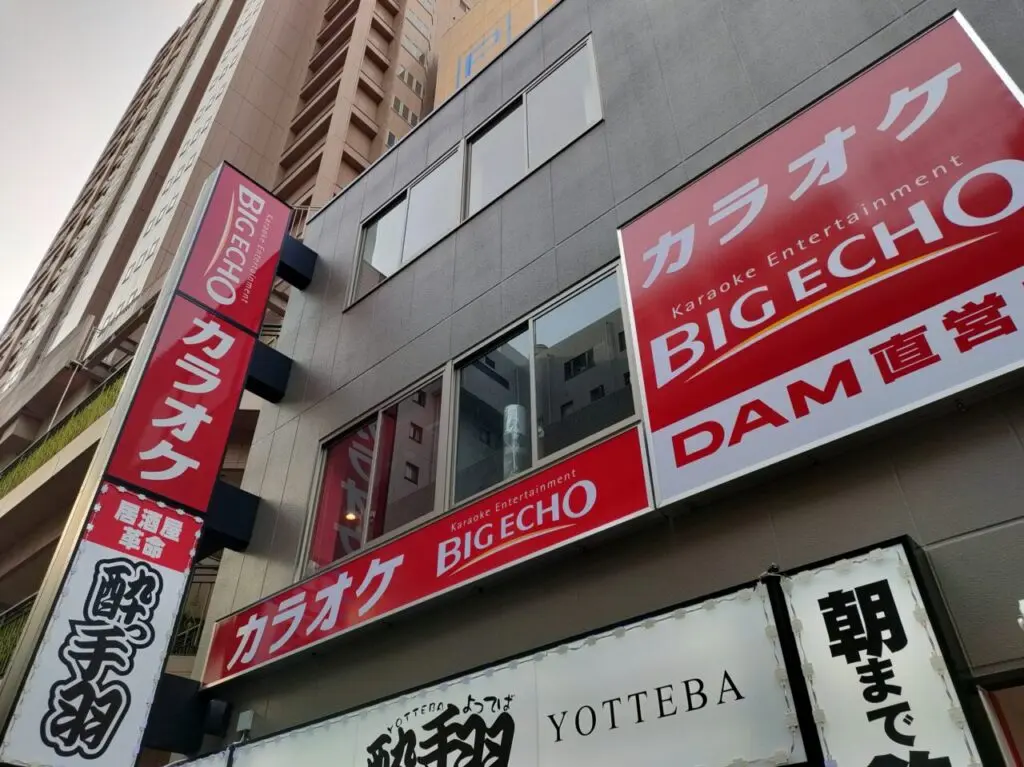 Karaoke Entertainment
BIG ECHO
カラオケ
居酒屋
革命
酔っ手羽
カラオケ
Karaoke Entertainment
BIG ECHO
カラオケ
Karaoke Entertainment
BIG ECHO
DAM直営
YOTTEBA よってば
酔っ手羽
YOTTEBA
朝まで